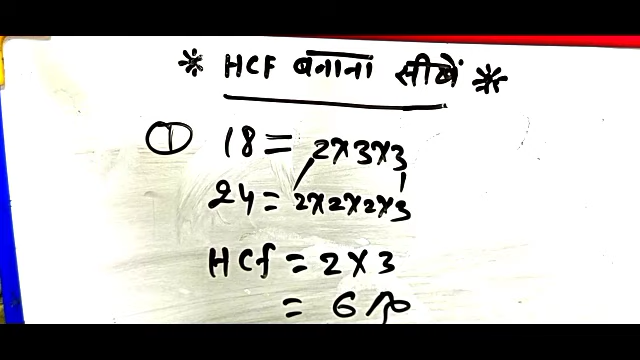 * HCF बनाना सीखें *
① 18 = 2×3×3
24 = 2×2×2×3
HCf = 2×3
= 6